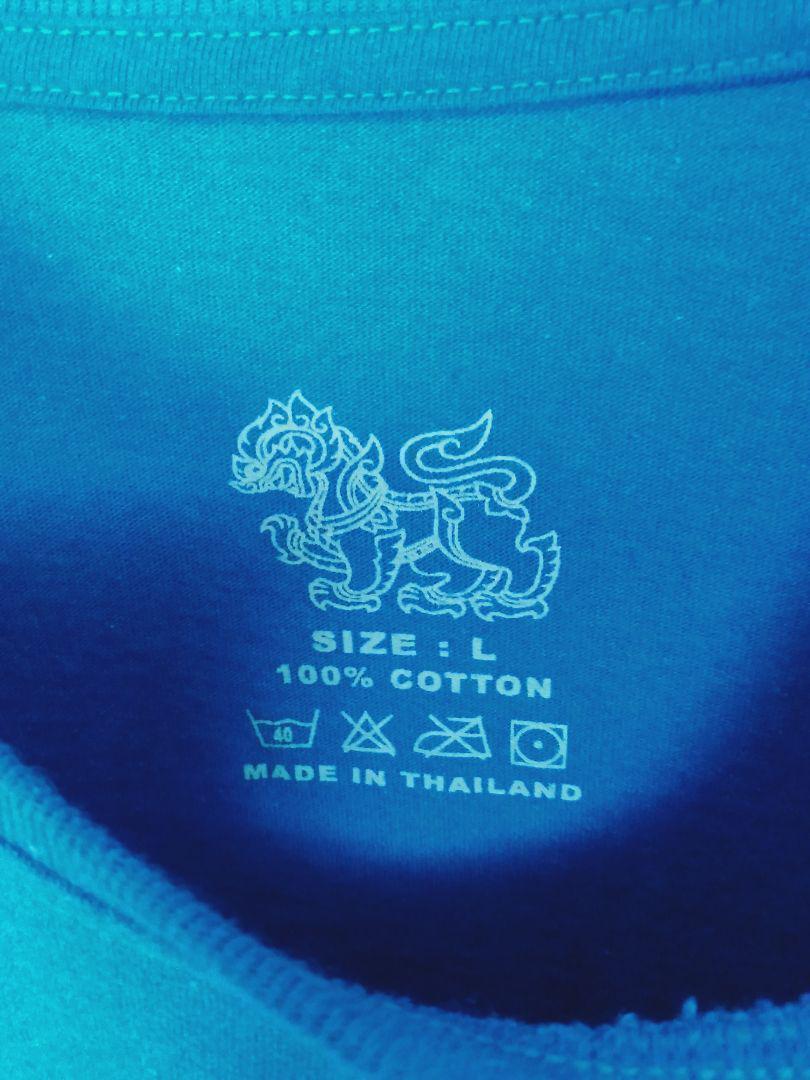 SIZE : L
100% COTTON
40
MADE IN THAILAND